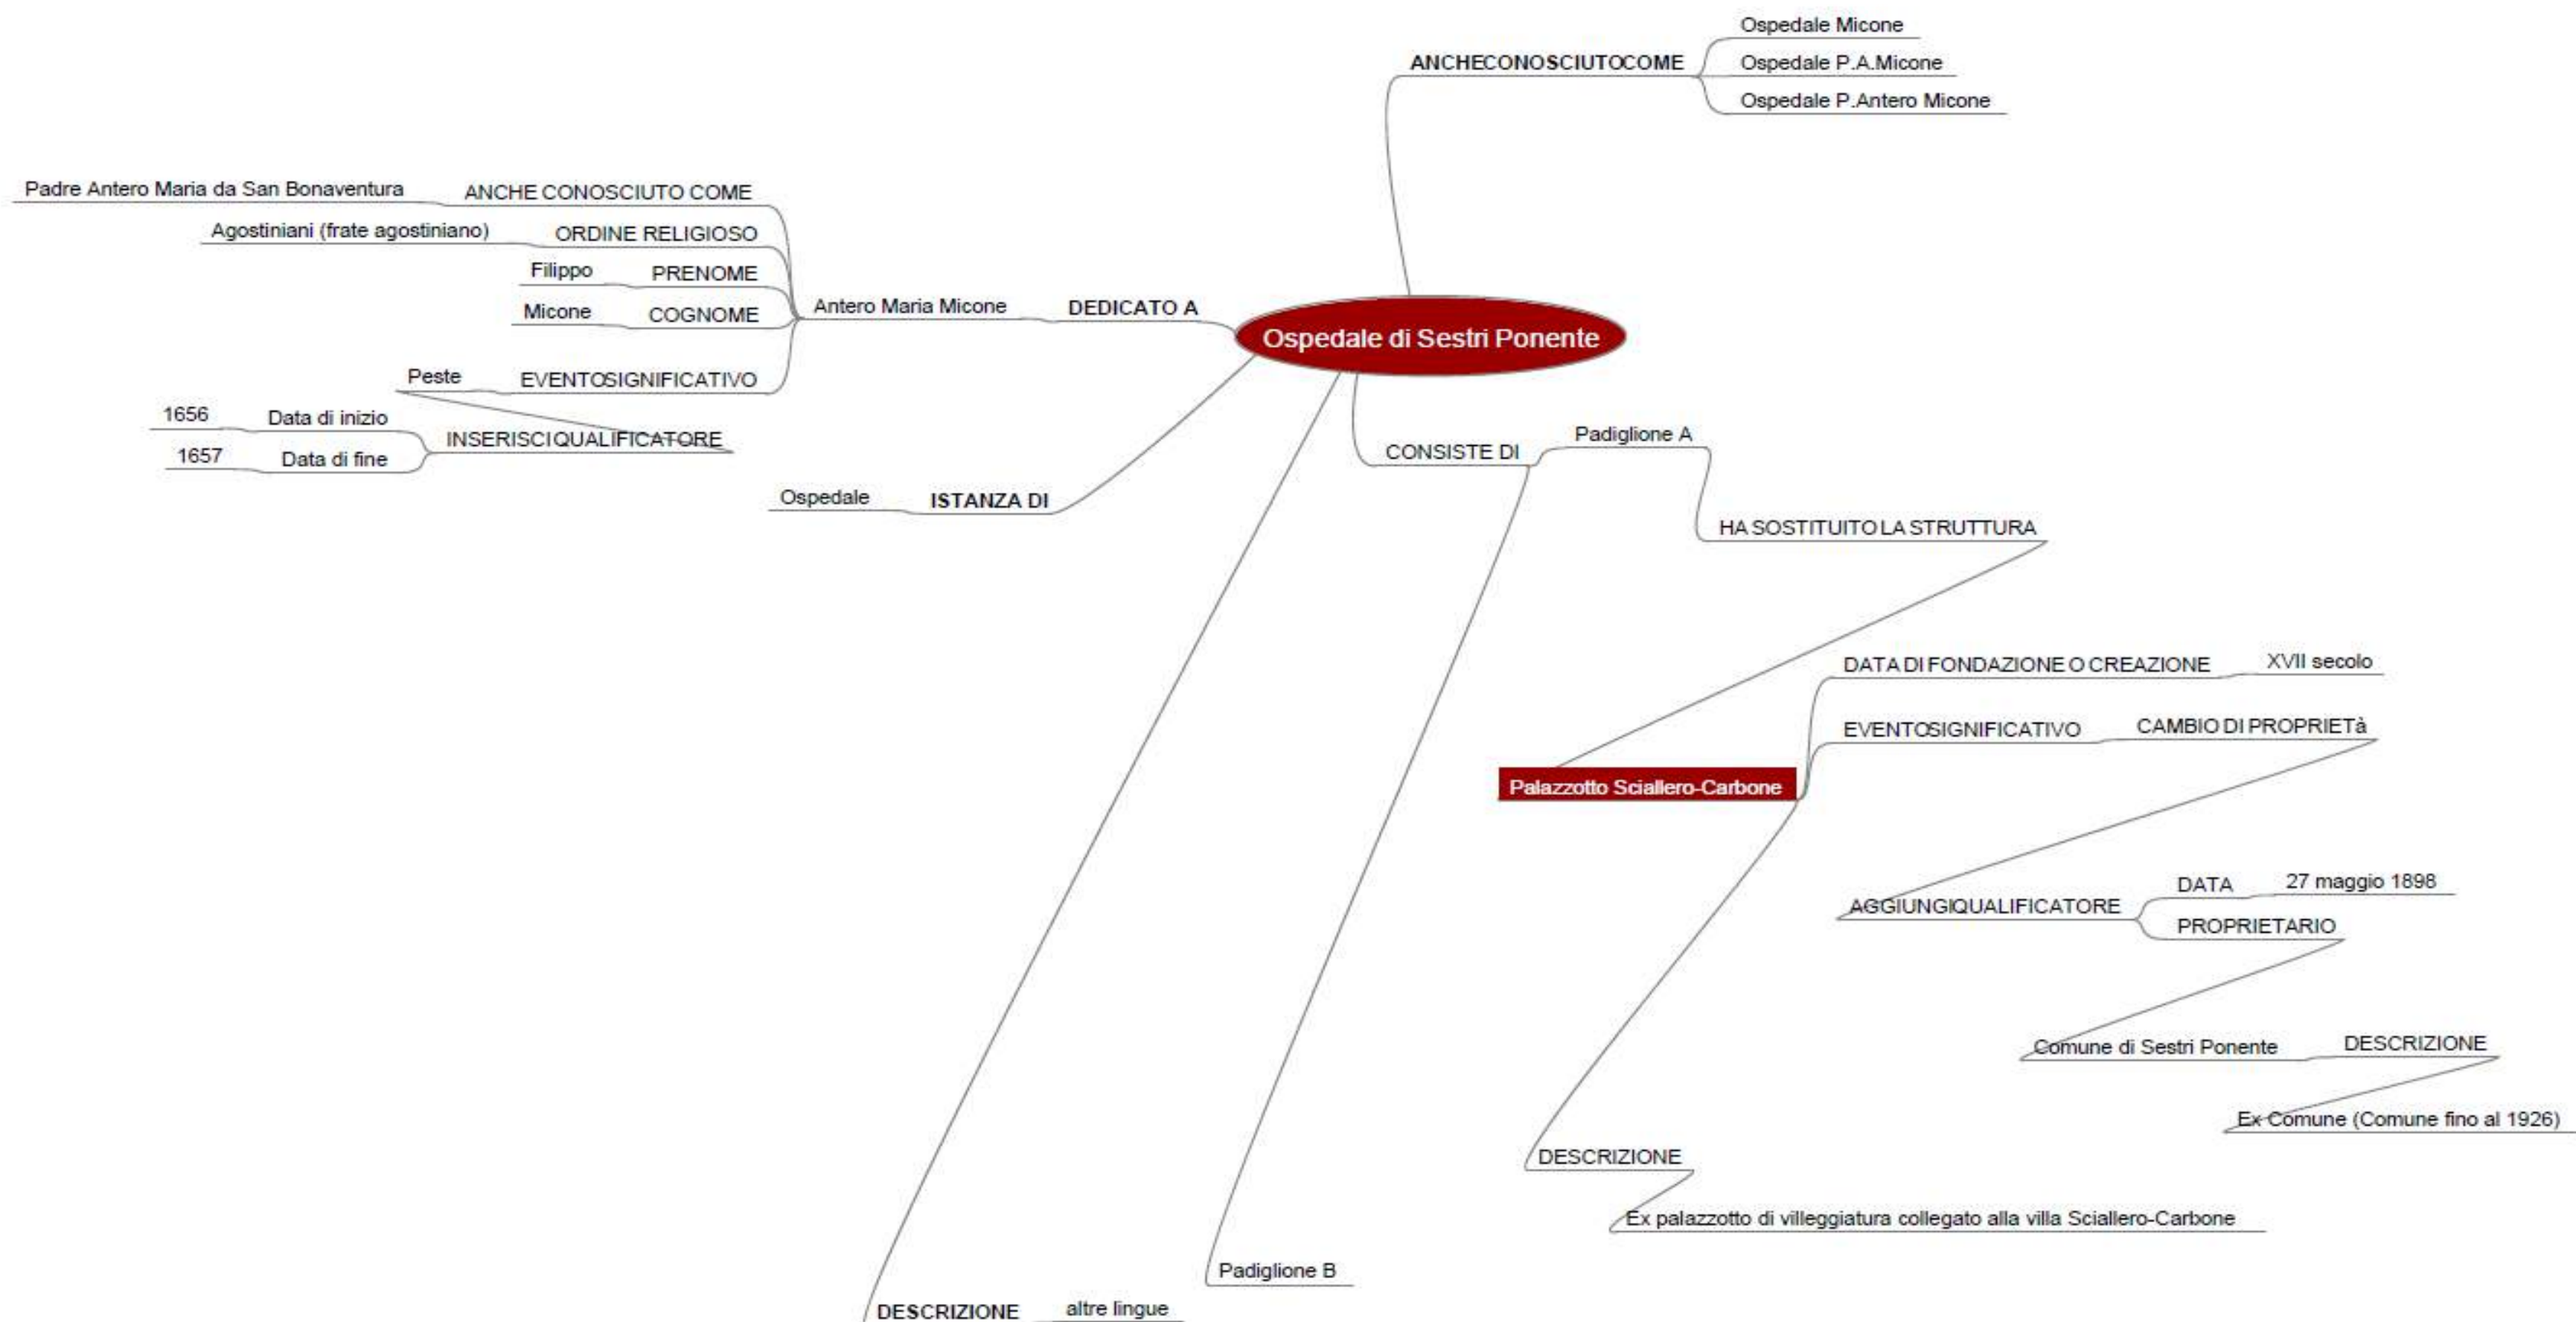 Ospedale Micone
ANCHECONOSCIUTOCOME
Ospedale P.A.Micone
Ospedale P.Antero Micone
Padre Antero Maria da San Bonaventura
ANCHE CONOSCIUTO COME
Agostiniani (frate agostiniano)
ORDINE RELIGIOSO
Filippo
PRENOME
Micone
COGNOME
Antero Maria Micone
DEDICATO A
Ospedale di Sestri Ponente
Peste
EVENTOSIGNIFICATIVO
1656
Data di inizio
INSERISCIQUALIFICATORE
1657
Data di fine
Ospedale
ISTANZA DI
CONSISTE DI
Padiglione A
HA SOSTITUITO LA STRUTTURA
DATA DI FONDAZIONE O CREAZIONE
XVII secolo
EVENTOSIGNIFICATIVO
CAMBIO DI PROPRIETà
Palazzotto Sciallero-Carbone
AGGIUNGIQUALIFICATORE
DATA
27 maggio 1898
PROPRIETARIO
Comune di Sestri Ponente
DESCRIZIONE
Ex Comune (Comune fino al 1926)
DESCRIZIONE
Ex palazzotto di villeggiatura collegato alla villa Sciallero-Carbone
Padiglione B
DESCRIZIONE
altre lingue